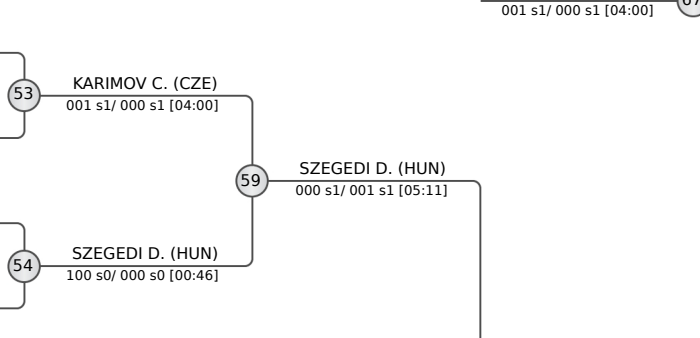 001 s1/ 000 s1 [04:00]
53
KARIMOV C. (CZE)
001 s1/ 000 s1 [04:00]
59
SZEGEDI D. (HUN)
000 s1/ 001 s1 [05:11]
54
SZEGEDI D. (HUN)
100 s0/ 000 s0 [00:46]